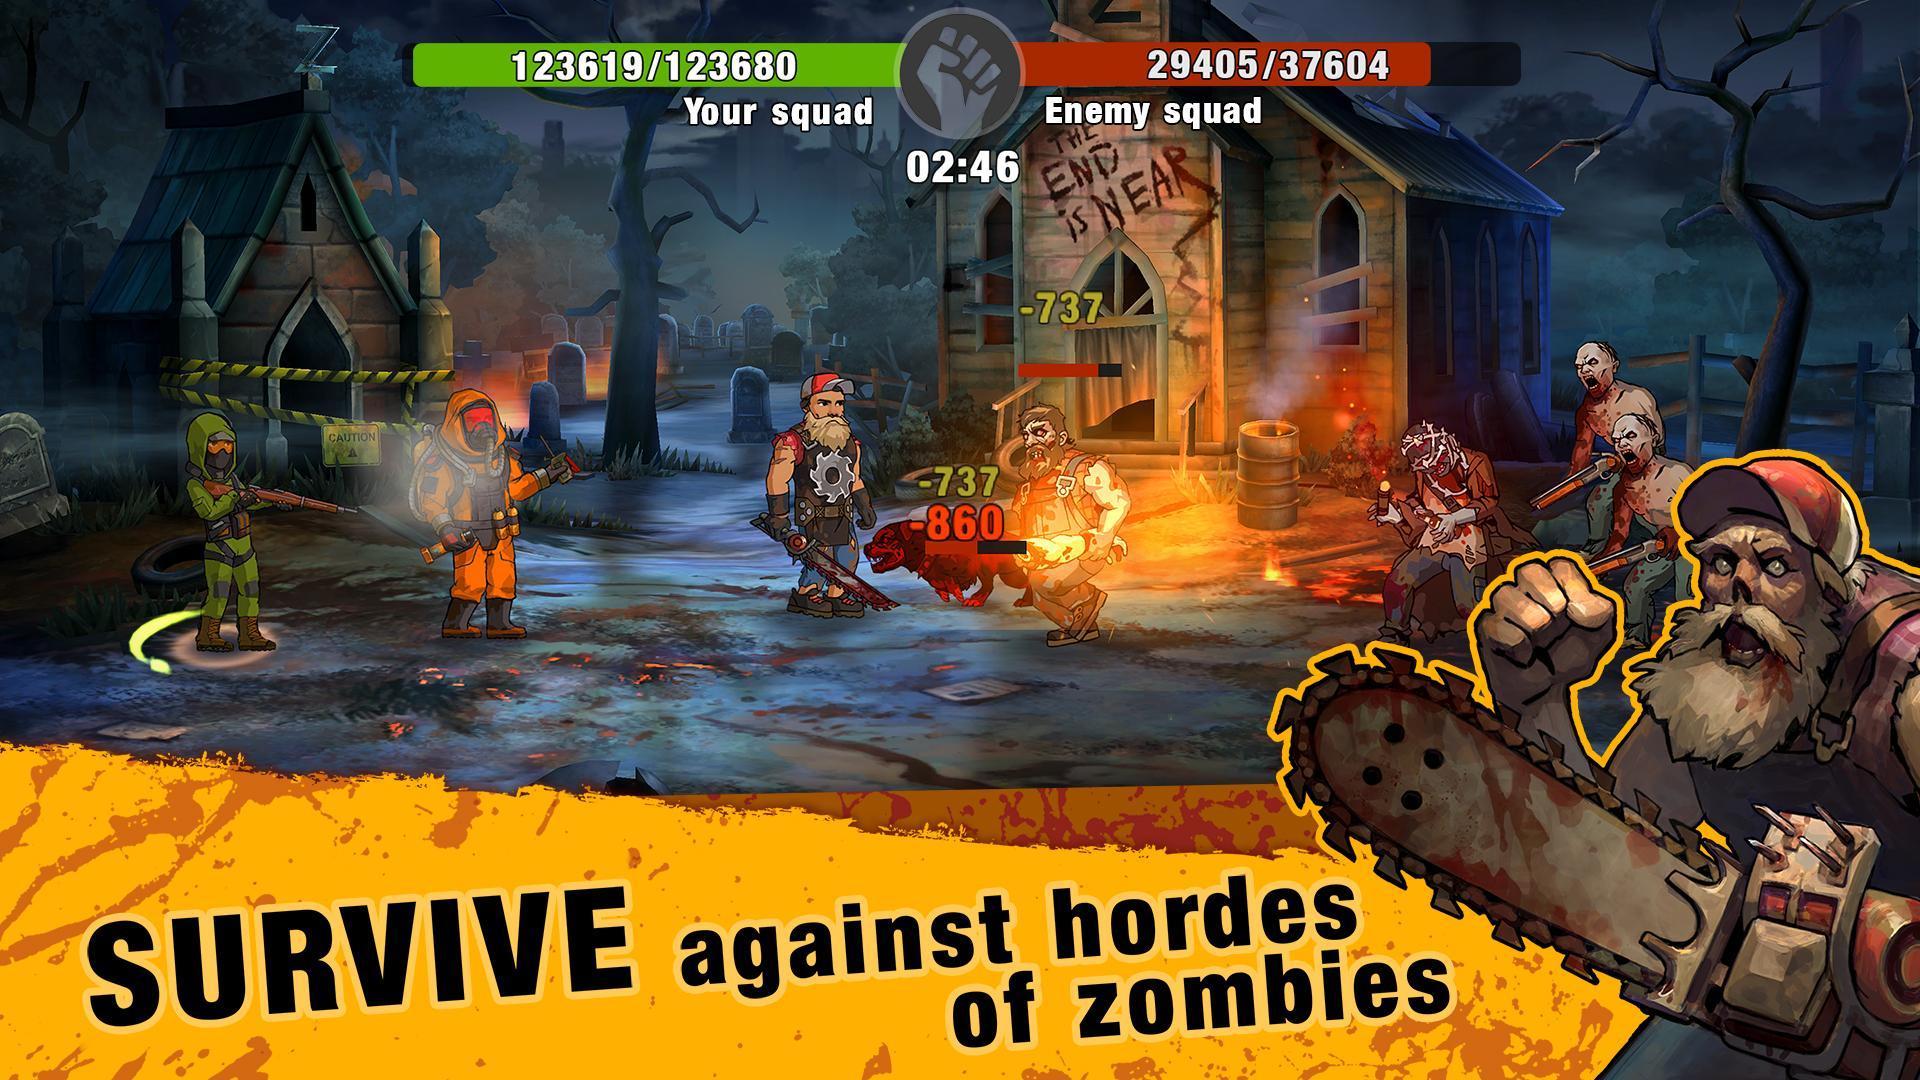 123619/123680
29405/37604
Your squad
Enemy squad
02:46
THE
END
is NEAR
-737
CAUTION
-737
-860
SURVIVE against hordes
of zombies